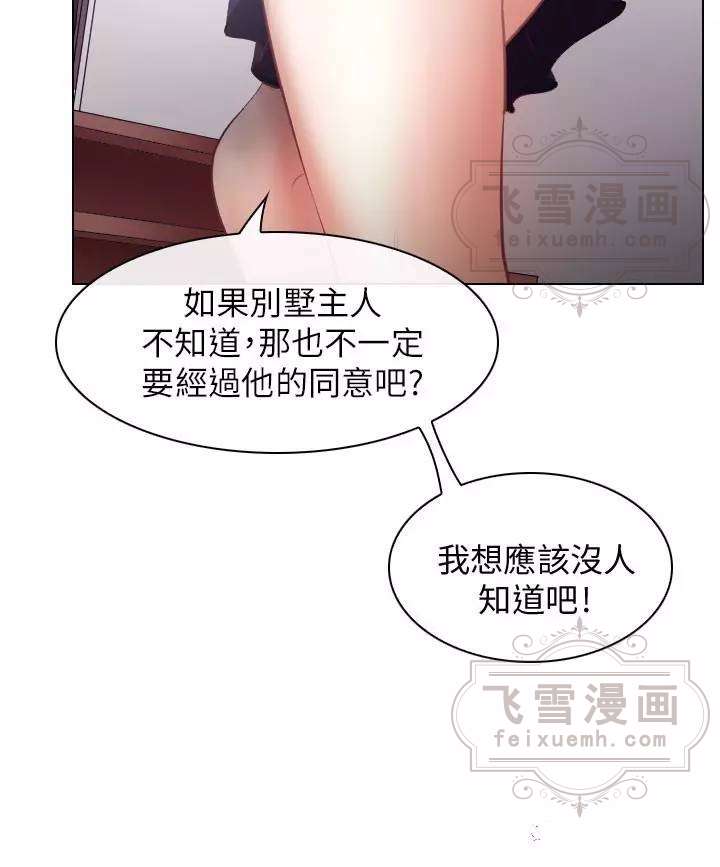 飞雪漫画
feixuemh.com
如果別墅主人
不知道,那也不一定
要經過他的同意吧?
我想應該沒人
知道吧!
飞雪漫画
feixuemh.com